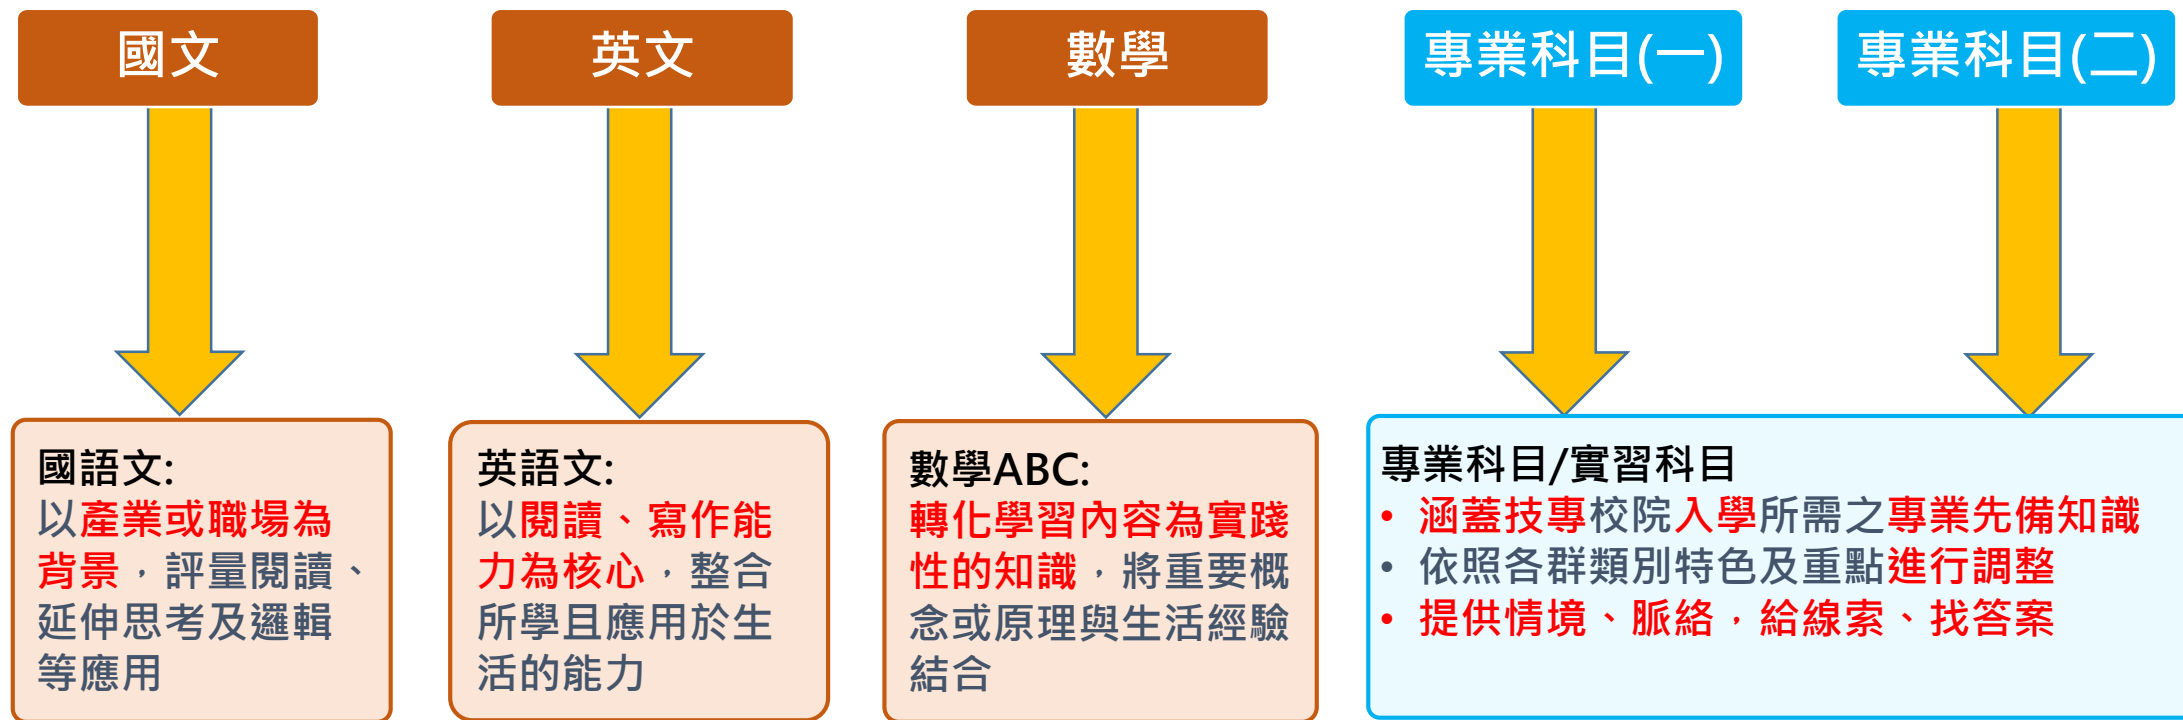 國文
英文
數學
專業科目(一)
專業科目(二)
國語文:
以產業或職場為
背景，評量閱讀、
延伸思考及邏輯
等應用
英語文:
以閱讀、寫作能
力為核心，整合
所學且應用於生
活的能力
數學ABC:
轉化學習內容為實踐
性的知識，將重要概
念或原理與生活經驗
結合
專業科目/實習科目
• 涵蓋技專校院入學所需之專業先備知識
• 依照各群類別特色及重點進行調整
• 提供情境、脈絡，給線索、找答案